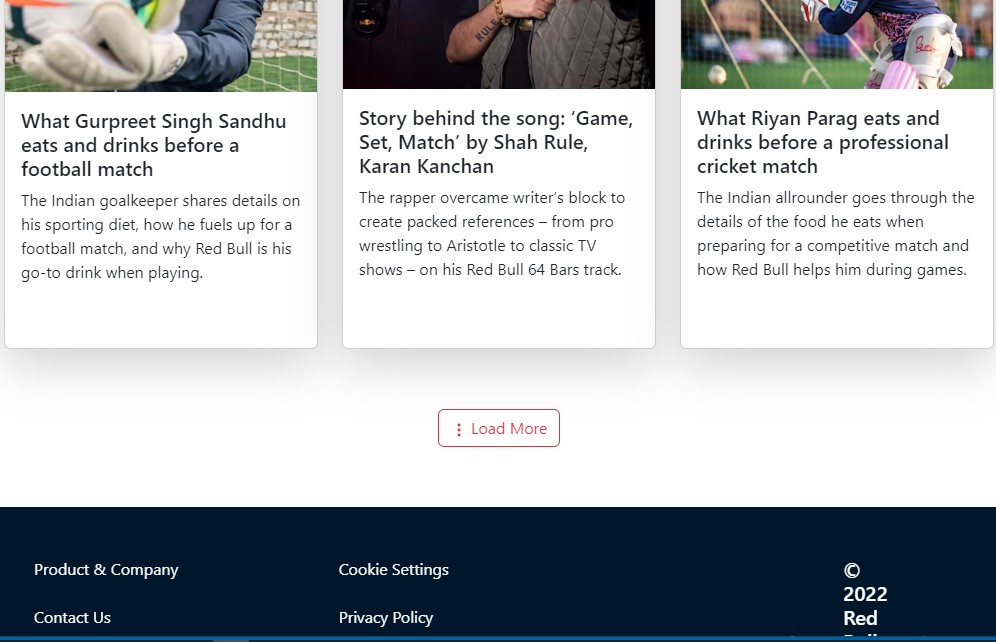 RULE
What Gurpreet Singh Sandhu
eats and drinks before a
football match
The Indian goalkeeper shares details on
his sporting diet, how he fuels up for a
football match, and why Red Bull is his
go-to drink when playing.
Story behind the song: ‘Game,
Set, Match’ by Shah Rule,
Karan Kanchan
The rapper overcame writer’s block to
create packed references – from pro
wrestling to Aristotle to classic TV
shows – on his Red Bull 64 Bars track.
What Riyan Parag eats and
drinks before a professional
cricket match
The Indian allrounder goes through the
details of the food he eats when
preparing for a competitive match and
how Red Bull helps him during games.
Load More
Product & Company
Contact Us
Cookie Settings
Privacy Policy
©
2022
Red